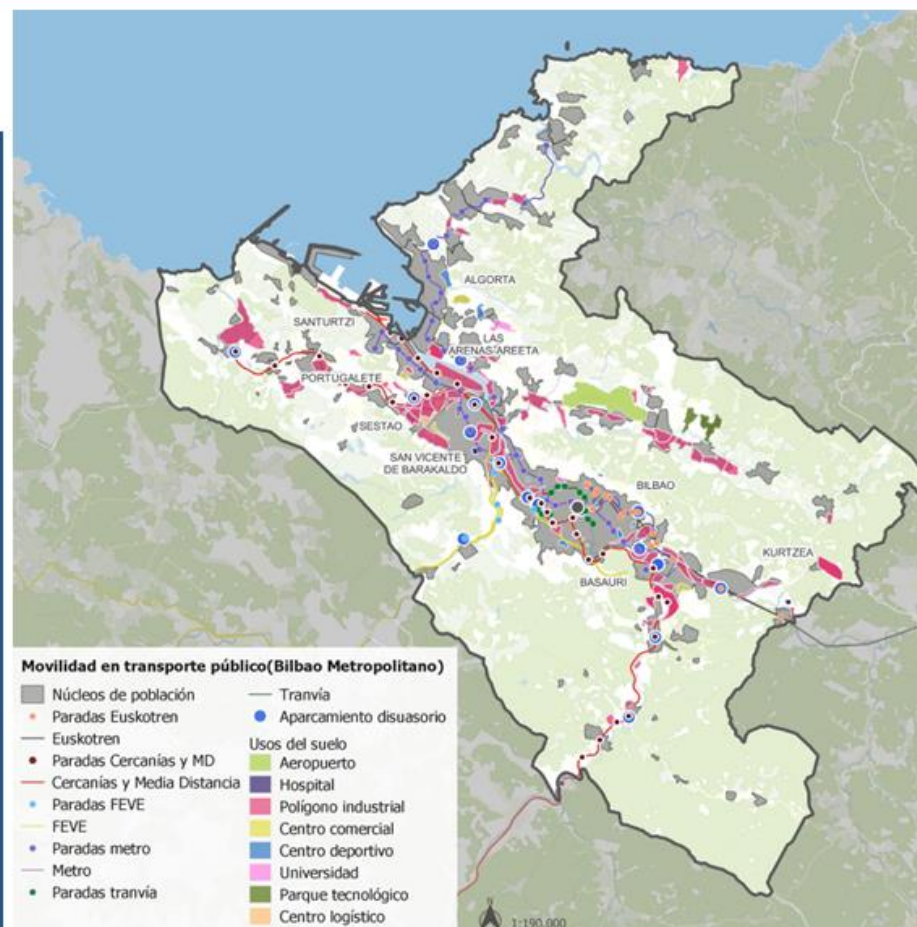 ALGORTA
SANTURTZI
LAS
ARENAS-AREETA
PORTUGALETE
SESTAO
SAN VICENTE
DE BARAKALDO
BILBAO
KURTZEA
BASAURI
Movilidad en transporte público(Bilbao Metropolitano)
Núcleos de población
Paradas Euskotren
Euskotren
Paradas Cercanías y MD
Cercanías y Media Distancia
Paradas FEVE
FEVE
Paradas metro
Metro
Paradas tranvía
Tranvía
Aparcamiento disuasorio
Usos del suelo
Aeropuerto
Hospital
Polígono industrial
Centro comercial
Centro deportivo
Universidad
Parque tecnológico
Centro logístico
1:190.000